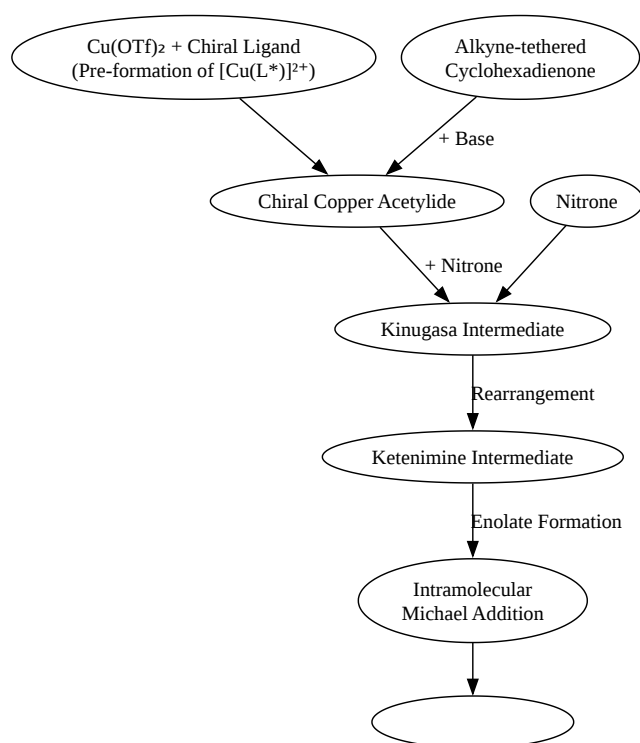 Cu(OTf)₂ + Chiral Ligand
(Pre-formation of [Cu(L*)]²⁺)
Alkyne-tethered
Cyclohexadienone
+ Base
Chiral Copper Acetylide
Nitrone
+ Nitrone
Kinugasa Intermediate
Rearrangement
Ketenimine Intermediate
Enolate Formation
Intramolecular
Michael Addition